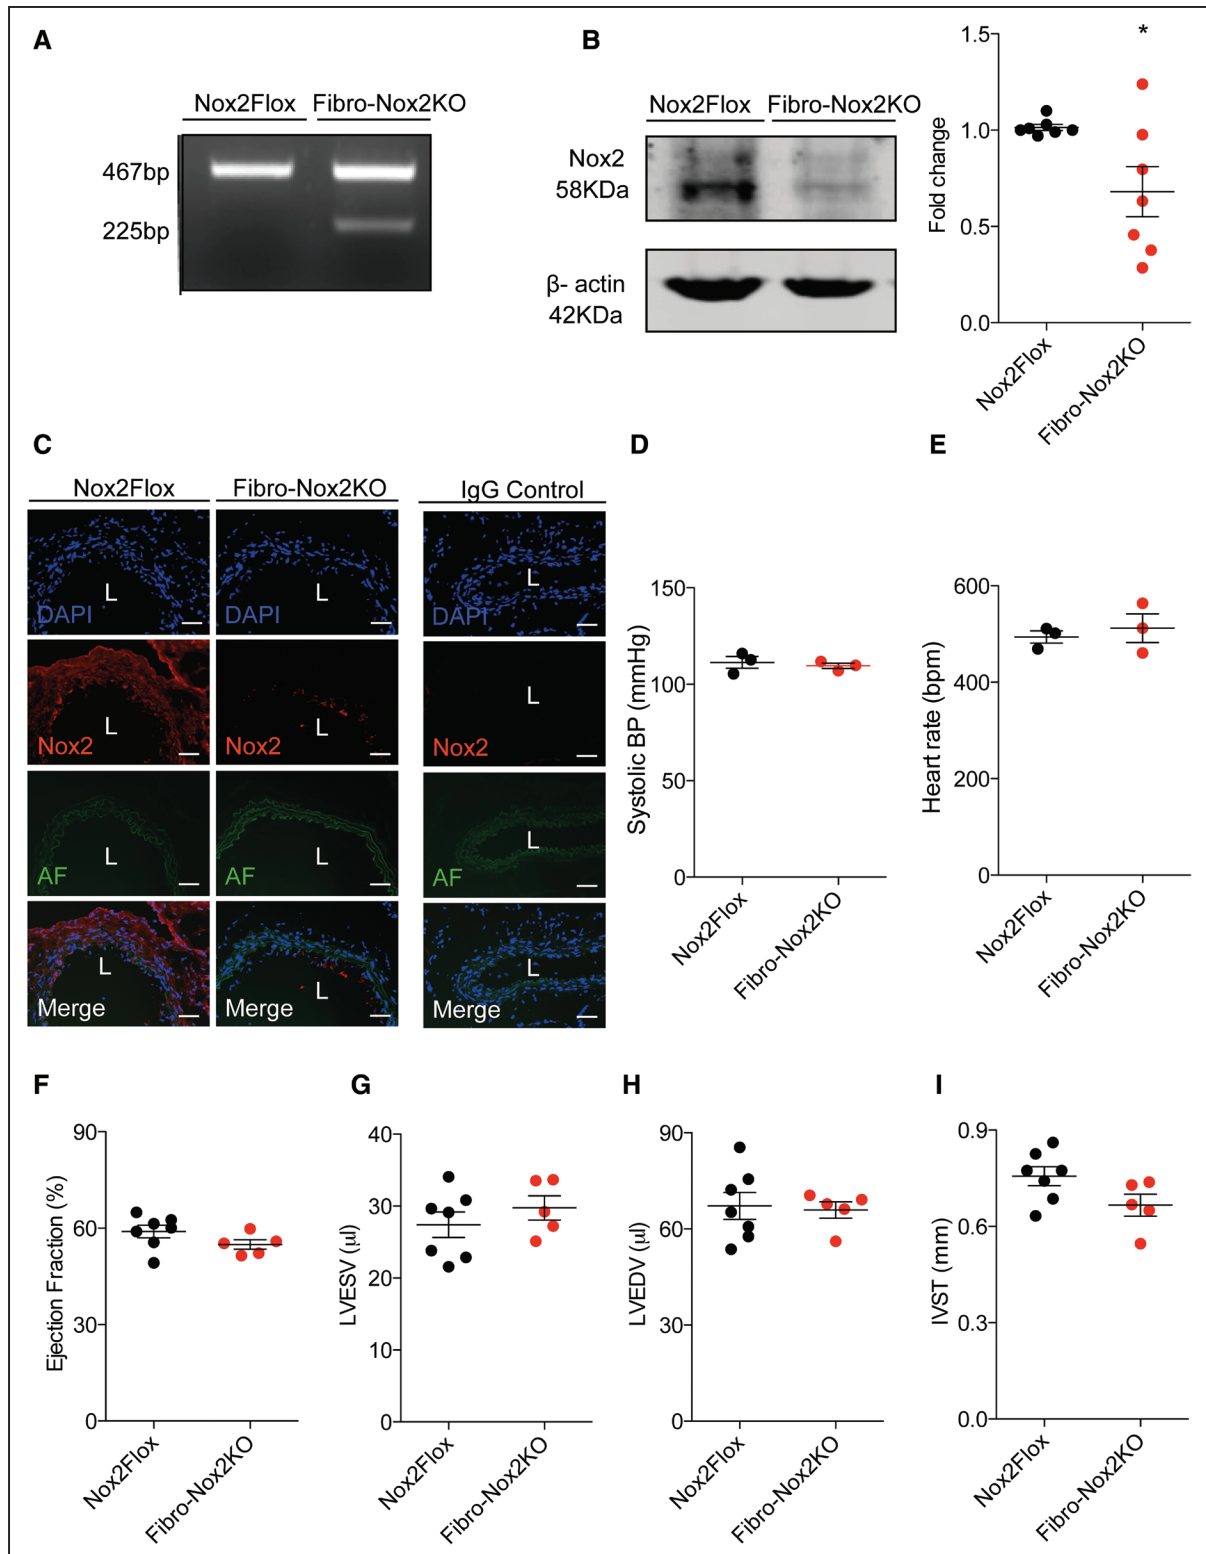 A
Nox2Flox Fibro-Nox2KO
467bp
225bp
B
Nox2Flox Fibro-Nox2KO
Nox2
58KDa
β- actin
42KDa
Fold change
1.5
1.0
0.5
0.0
*
Nox2Flox
Fibro-Nox2KO
C
Nox2Flox Fibro-Nox2KO IgG Control
L L L
DAPI DAPI DAPI
L L L
Nox2 Nox2 Nox2
L L L
AF AF AF
L L L
Merge Merge Merge
D
Systolic BP (mmHg)
150
100
50
0
Nox2Flox
Fibro-Nox2KO
E
Heart rate (bpm)
600
400
200
0
Nox2Flox
Fibro-Nox2KO
F
Ejection Fraction (%)
90
60
30
0
Nox2Flox
Fibro-Nox2KO
G
LVESV (µl)
40
30
20
10
0
Nox2Flox
Fibro-Nox2KO
H
LVEDV (µl)
90
60
30
0
Nox2Flox
Fibro-Nox2KO
I
IVST (mm)
0.9
0.6
0.3
0.0
Nox2Flox
Fibro-Nox2KO